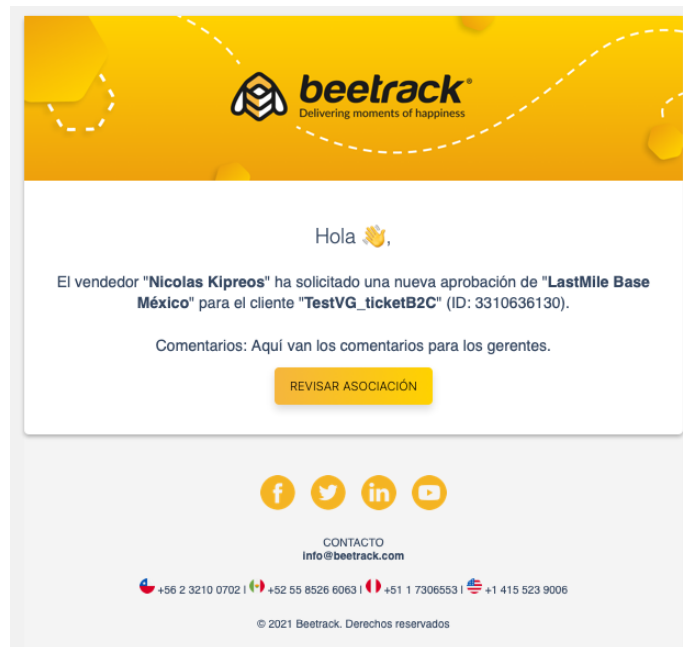 beetrack®
Delivering moments of happiness
Hola 👋,
El vendedor "Nicolas Kipreos" ha solicitado una nueva aprobación de "LastMile Base
México" para el cliente "TestVG_ticketB2C" (ID: 3310636130).
Comentarios: Aquí van los comentarios para los gerentes.
REVISAR ASOCIACIÓN
CONTACTO
info@beetrack.com
+56 2 3210 0702 | +52 55 8526 6063 | +51 1 7306553 | +1 415 523 9006
© 2021 Beetrack. Derechos reservados